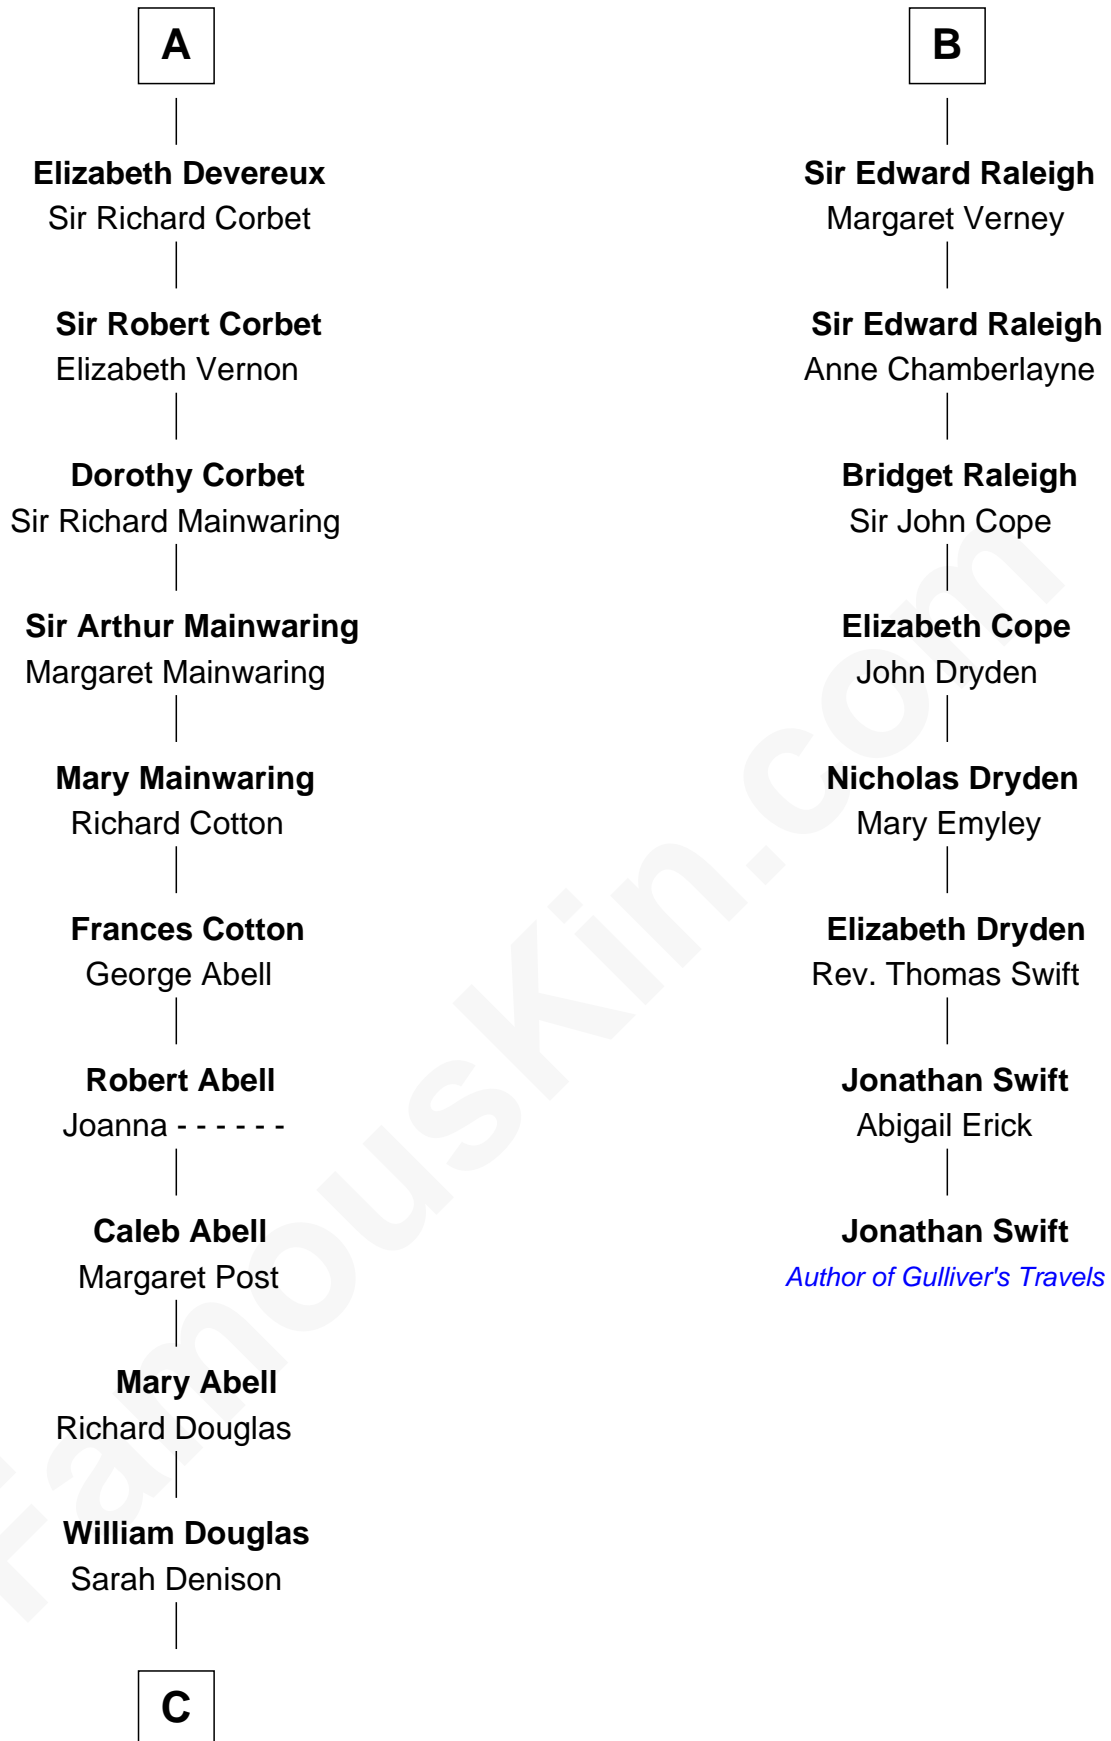 A
Elizabeth Devereux
Sir Richard Corbet
Sir Robert Corbet
Elizabeth Vernon
Dorothy Corbet
Sir Richard Mainwaring
Sir Arthur Mainwaring
Margaret Mainwaring
Mary Mainwaring
Richard Cotton
Frances Cotton
George Abell
Robert Abell
Joanna - - - - - -
Caleb Abell
Margaret Post
Mary Abell
Richard Douglas
William Douglas
Sarah Denison
C
B
Sir Edward Raleigh
Margaret Verney
Sir Edward Raleigh
Anne Chamberlayne
Bridget Raleigh
Sir John Cope
Elizabeth Cope
John Dryden
Nicholas Dryden
Mary Emyley
Elizabeth Dryden
Rev. Thomas Swift
Jonathan Swift
Abigail Erick
Jonathan Swift
Author of Gulliver's Travels
FamousKin.com